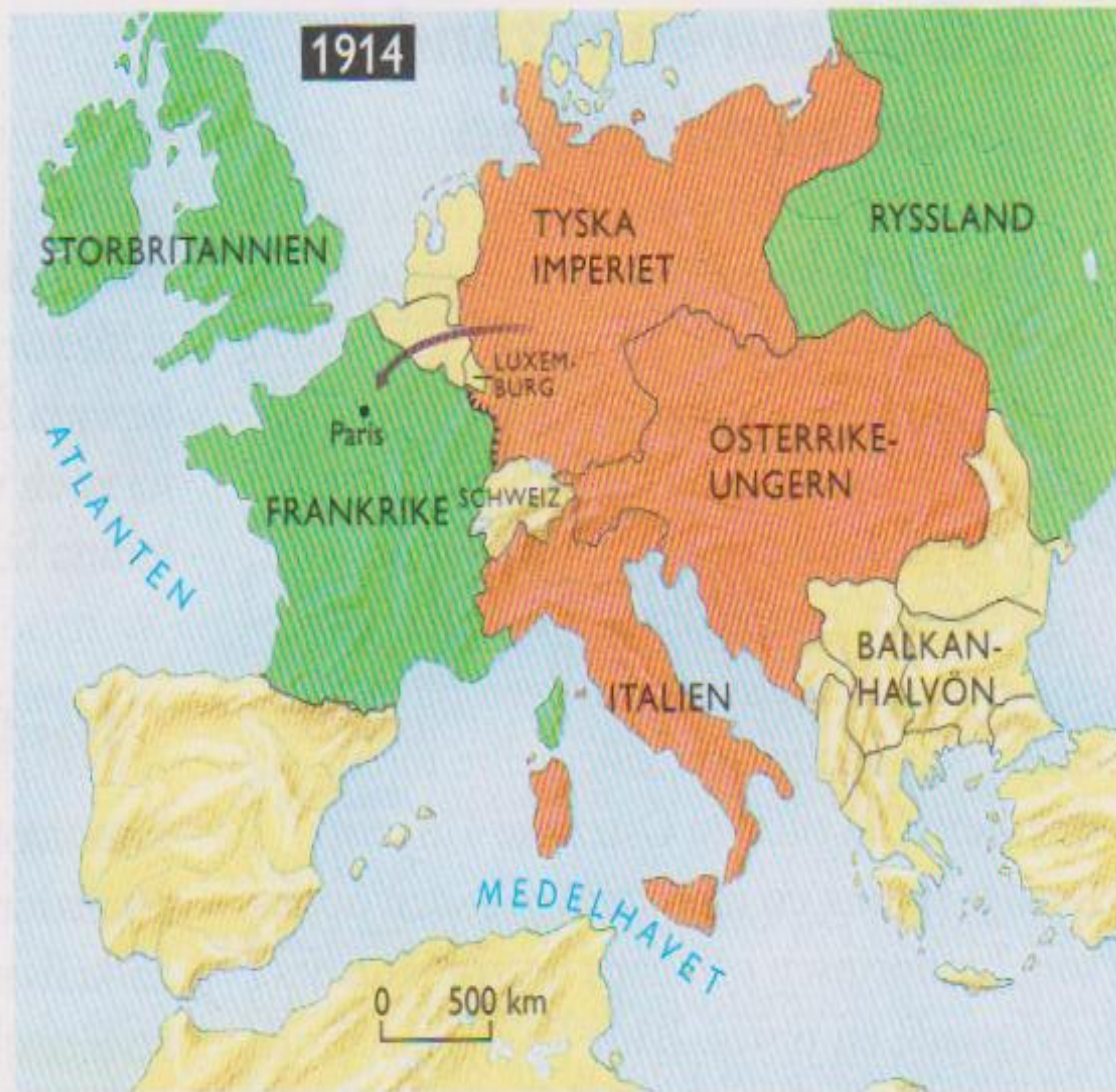 1914
STORBRITANNIEN
TYSKA
IMPERIET
RYSSLAND
LUXEM-
BURG
Paris
ATLANTEN
FRANKRIKE
SCHWEIZ
ÖSTERRIKE-
UNGERN
BALKAN-
HALVÖN
ITALIEN
MEDELHAVET
0 500 km